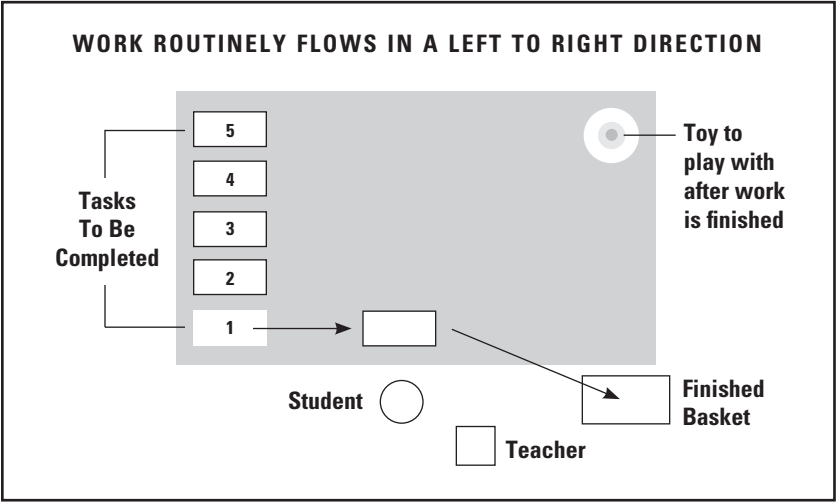 WORK ROUTINELY FLOWS IN A LEFT TO RIGHT DIRECTION
5
4
3
2
1
Tasks
To Be
Completed
Toy to
play with
after work
is finished
Student
Teacher
Finished
Basket